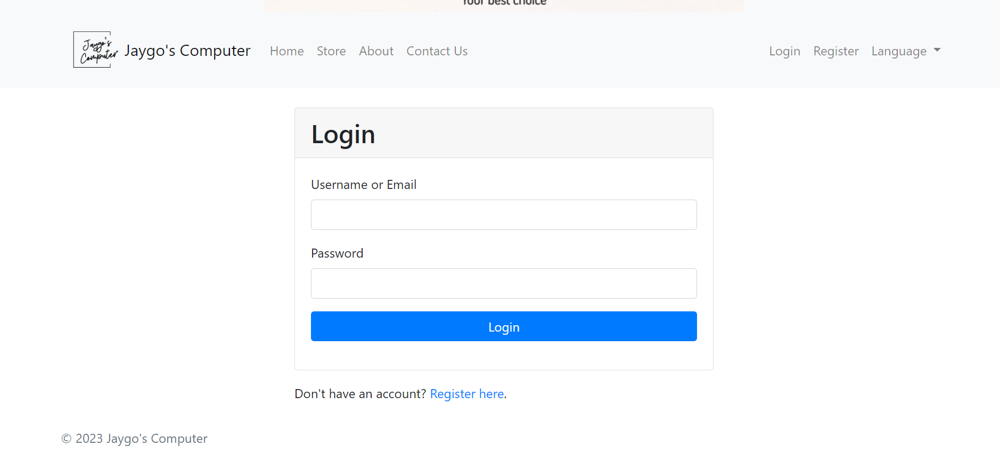 Your best choice
Jaygo's
Computer
Jaygo's Computer Home Store About Contact Us Login Register Language
Login
Username or Email
Password
Login
Don't have an account? Register here.
© 2023 Jaygo's Computer